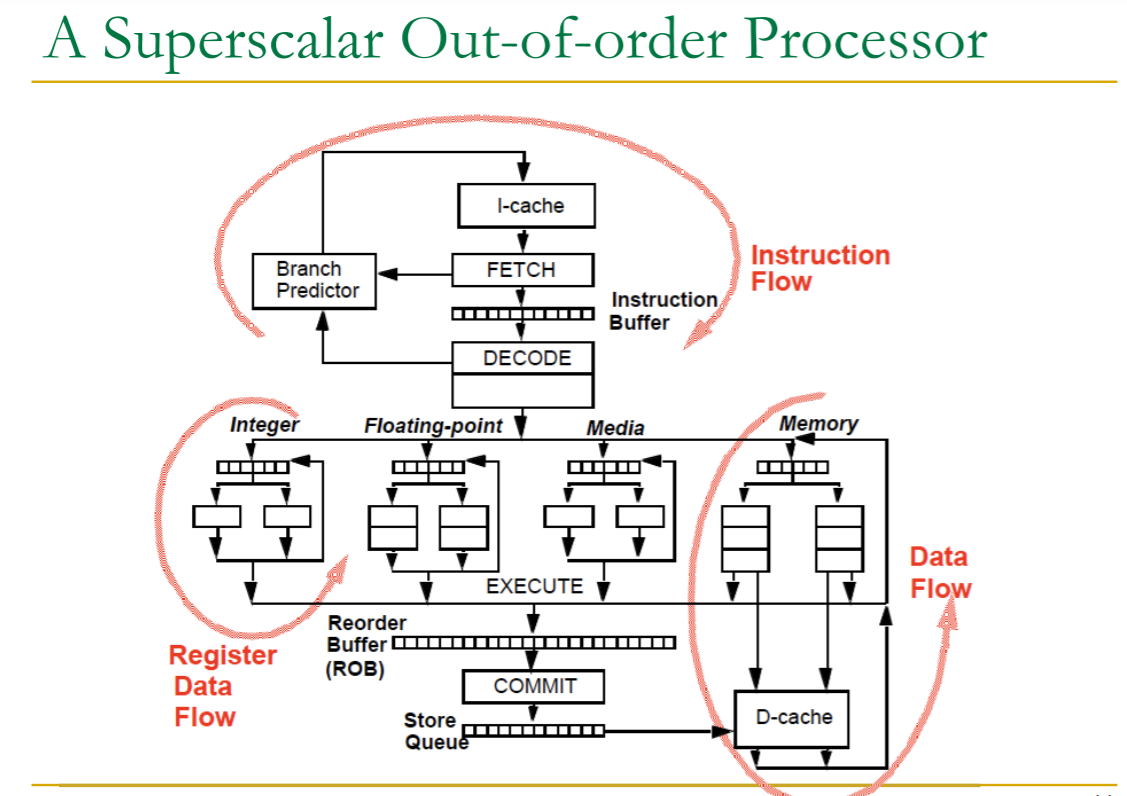 A Superscalar Out-of-order Processor
I-cache
Branch
Predictor
FETCH
Instruction
Flow
Instruction
Buffer
DECODE
Integer
Floating-point
Media
Memory
EXECUTE
Data
Flow
Reorder
Buffer
(ROB)
Register
Data
Flow
COMMIT
Store
Queue
D-cache